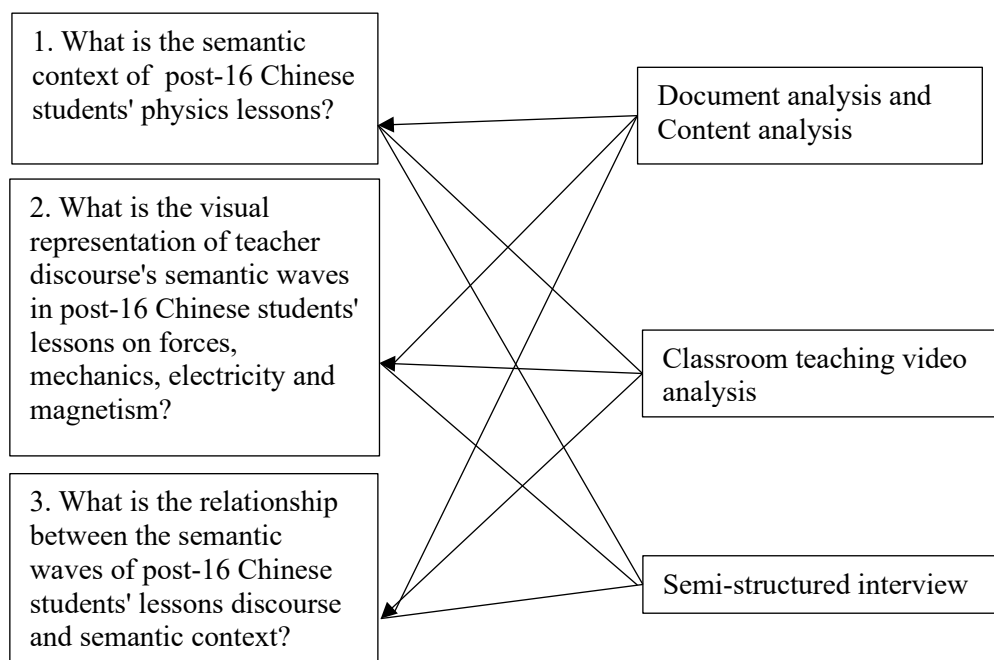 1. What is the semantic
context of  post-16 Chinese
students' physics lessons?
2. What is the visual
representation of teacher
discourse's semantic waves
in post-16 Chinese students'
lessons on forces,
mechanics, electricity and
magnetism?
3. What is the relationship
between the semantic
waves of post-16 Chinese
students' lessons discourse
and semantic context?
Document analysis and
Content analysis
Classroom teaching video
analysis
Semi-structured interview